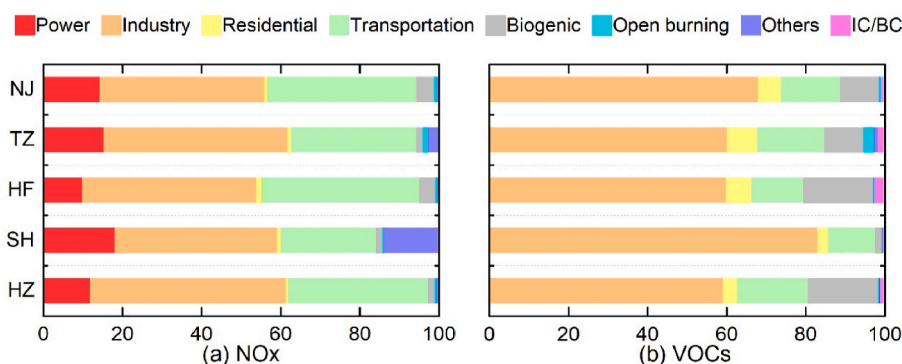 Power Industry Residential Transportation Biogenic Open burning Others IC/BC
NJ
TZ
HF
SH
HZ
0 20 40 60 80 100 0 20 40 60 80 100
(a) NOx (b) VOCs